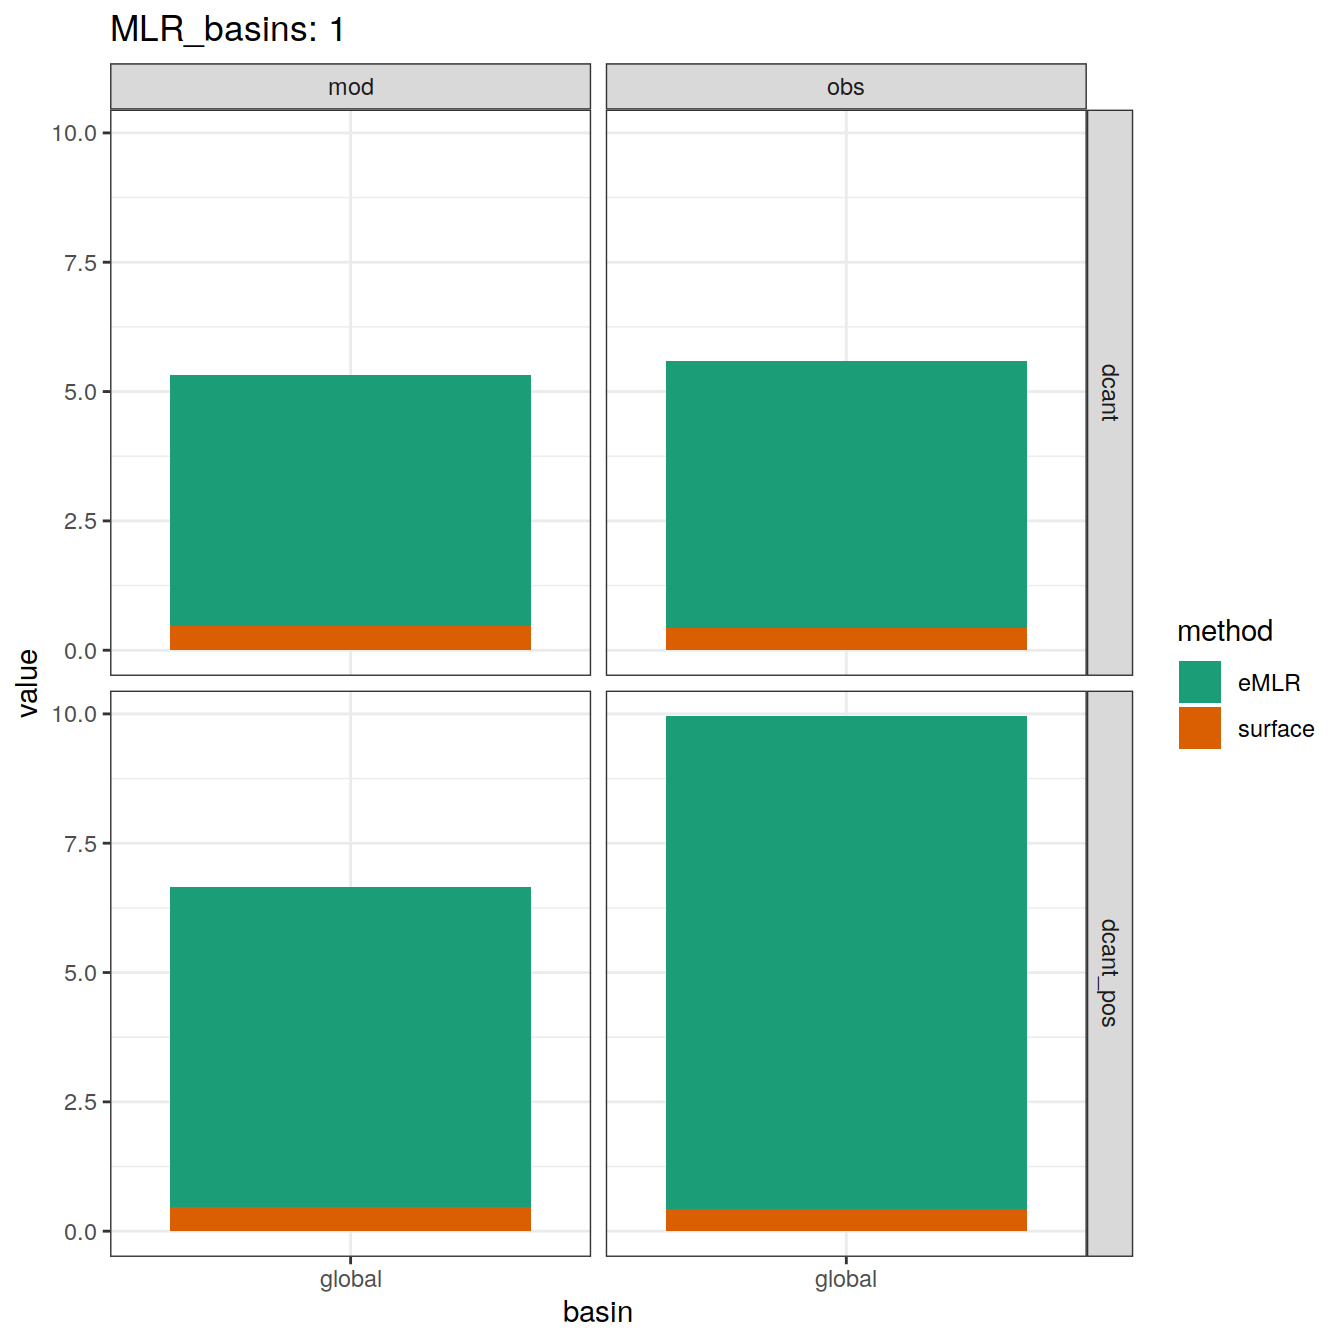 MLR_basins: 1
mod
obs
10.0
7.5
5.0
2.5
0.0
dcant
10.0
7.5
5.0
2.5
0.0
dcant_pos
value
global
global
basin
method
eMLR
surface